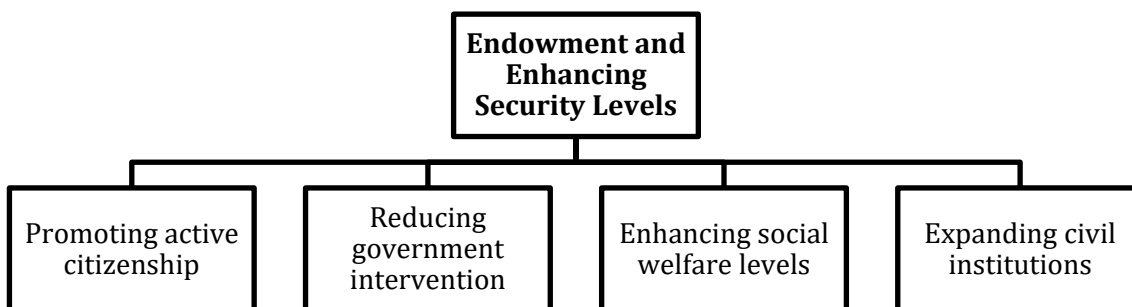 Endowment and
Enhancing
Security Levels
Promoting active
citizenship
Reducing
government
intervention
Enhancing social
welfare levels
Expanding civil
institutions